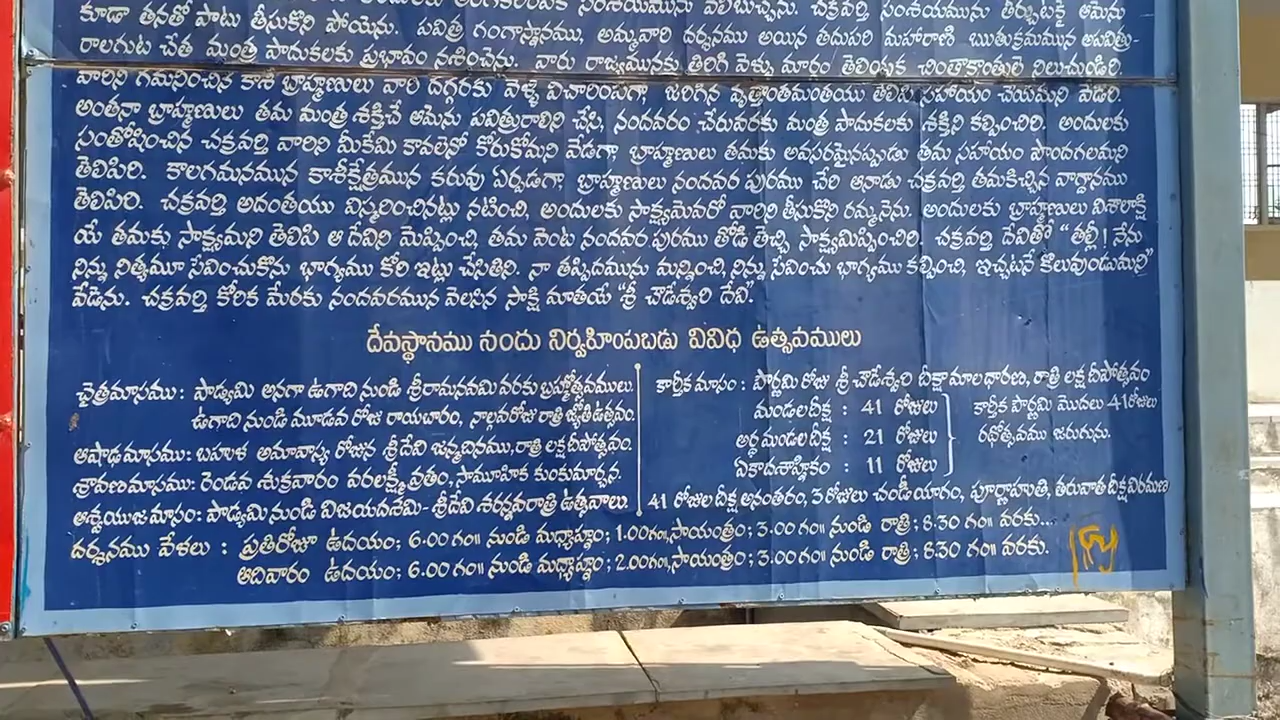 కూడా తనతో పాటు తీసుకొని పోయెను. పవిత్ర గంగాస్నానము, అమ్మవారి దర్శనము అయిన తదుపరి మహారాణి ఋతుక్రమమున అపవిత్ర-
రాలగుట చేత మంత్ర పాదుకలకు ప్రభావం నశించెను. వారు రాజ్యమునకు తిరిగి వెళ్ళు మార్గం తెలియక చింతాక్రాంతులై నిలుచుండిరి.
వారిని గమనించిన కాశీ బ్రాహ్మణులు వారి దగ్గరకు వెళ్ళి విచారింపగా, జరిగిన వృత్తాంతమంతయు తెలిపి సహాయం చేయమని వేడిరి.
అంతనా బ్రాహ్మణులు తమ మంత్ర శక్తిచే ఆమెను పవిత్రురాలిని చేసి, నందవరం చేరువరకు మంత్ర పాదుకలకు శక్తిని కల్పించిరి. అందులకు
సంతోషించిన చక్రవర్తి వారిని మీకేమి కావలెనో కోరుకోమని వేడగా, బ్రాహ్మణులు తమకు అవసరమైనప్పుడు తమ సహాయం పొందగలమని
తెలిపిరి. కాలగమనమున కాశీక్షేత్రమున కరువు ఏర్పడగా, బ్రాహ్మణులు నందవర పురము చేరి ఆనాడు చక్రవర్తి తమకిచ్చిన వాగ్దానము
తెలిపిరి. చక్రవర్తి అదంతయు విస్మరించినట్లు నటించి, అందులకు సాక్ష్యమెవరో వారిని తీసుకొని రమ్మనెను. అందులకు బ్రాహ్మణులు విశాలాక్షి
యే తమకు సాక్ష్యమని తెలిపి ఆ దేవిని మెప్పించి, తమ వెంట నందవర పురము తోడి తెచ్చి సాక్ష్యమిప్పించిరి. చక్రవర్తి దేవితో "తల్లీ! నేను
నిన్ను నిత్యమూ సేవించుకొను భాగ్యము కోరి ఇట్లు చేసితిని. నా తప్పిదమును మన్నించి, నిన్ను సేవించు భాగ్యము కల్పించి, ఇచ్చటనే కొలువుండుమని"
వేడెను. చక్రవర్తి కోరిక మేరకు నందవరమున వెలసిన సాక్షి మాతయే "శ్రీ చౌడేశ్వరి దేవి".
దేవస్థానము నందు నిర్వహింపబడు వివిధ ఉత్సవములు
చైత్రమాసము: పాడ్యమి అనగా ఉగాది నుండి శ్రీరామనవమి వరకు బ్రహ్మోత్సవములు.
ఉగాది నుండి మూడవ రోజు రాయబారం, నాల్గవరోజు రాత్రి జ్యోతి ఉత్సవం.
ఆషాఢమాసము: బహుళ అమావాస్య రోజున శ్రీదేవి జన్మదినము, రాత్రి లక్షదీపోత్సవం.
శ్రావణమాసము: రెండవ శుక్రవారం వరలక్ష్మీ వ్రతం, సామూహిక కుంకుమార్చన.
ఆశ్వయుజమాసం: పాడ్యమి నుండి విజయదశమి- శ్రీదేవి శరన్నవరాత్రి ఉత్సవాలు.
కార్తీక మాసం: పౌర్ణమి రోజు శ్రీ చౌడేశ్వరి దీక్షా మాలధారణ, రాత్రి లక్ష దీపోత్సవం
మండల దీక్ష : 41 రోజులు
అర్థ మండల దీక్ష : 21 రోజులు
ఏకాదశాహ్నికం : 11 రోజులు
కార్తీక పౌర్ణమి మొదలు 41రోజులు
రథోత్సవము జరుగును.
41 రోజుల దీక్ష అనంతరం, 3 రోజులు చండీయాగం, పూర్ణాహుతి, తరువాత దీక్ష విరమణ
దర్శనము వేళలు : ప్రతిరోజూ ఉదయం; 6.00 గం॥ నుండి మధ్యాహ్నం; 1.00గం॥, సాయంత్రం; 3.00 గం॥ నుండి రాత్రి; 8.30 గం॥ వరకు...
ఆదివారం ఉదయం; 6.00 గం॥ నుండి మధ్యాహ్నం; 2.00గం॥, సాయంత్రం; 3.00 గం॥ నుండి రాత్రి; 8.30 గం॥ వరకు.